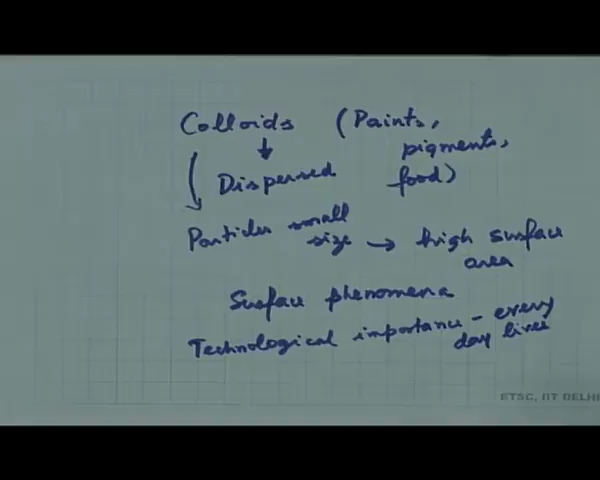 Colloids (Paints,
pigments,
Dispersed food)
Particles small
size → high surface
area
Surface phenomena
Technological importance - every
day lives
ETSC, IIT DELHI